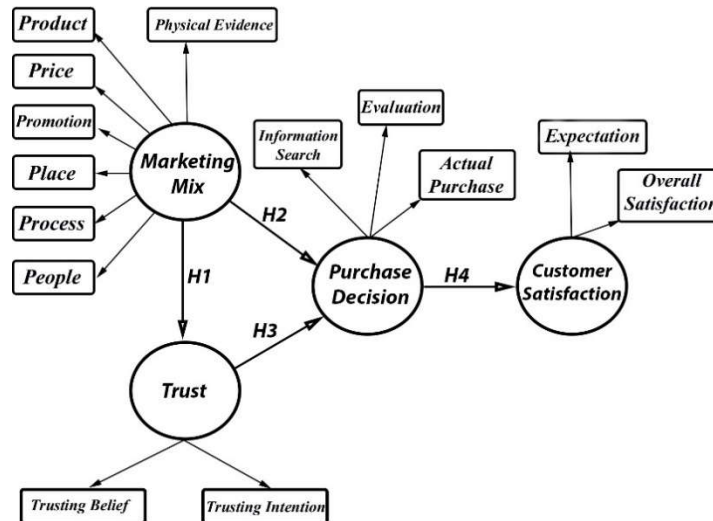 Product
Physical Evidence
Price
Promotion
Place
Process
People
Marketing
Mix
Information
Search
Evaluation
Actual
Purchase
Expectation
Overall
Satisfaction
H2
H1
Purchase
Decision
H4
Customer
Satisfaction
H3
Trust
Trusting Belief
Trusting Intention